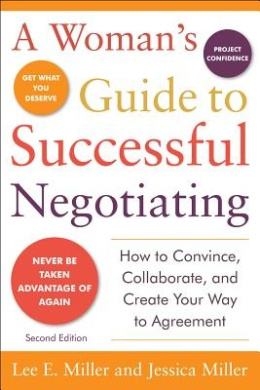 A Woman's
PROJECT
CONFIDENCE
GET WHAT YOU
DESERVE
Guide to
Successful
Negotiating
NEVER BE
TAKEN
ADVANTAGE OF
AGAIN
How to Convince,
Collaborate, and
Create Your Way
to Agreement
Second Edition
Lee E. Miller and Jessica Miller